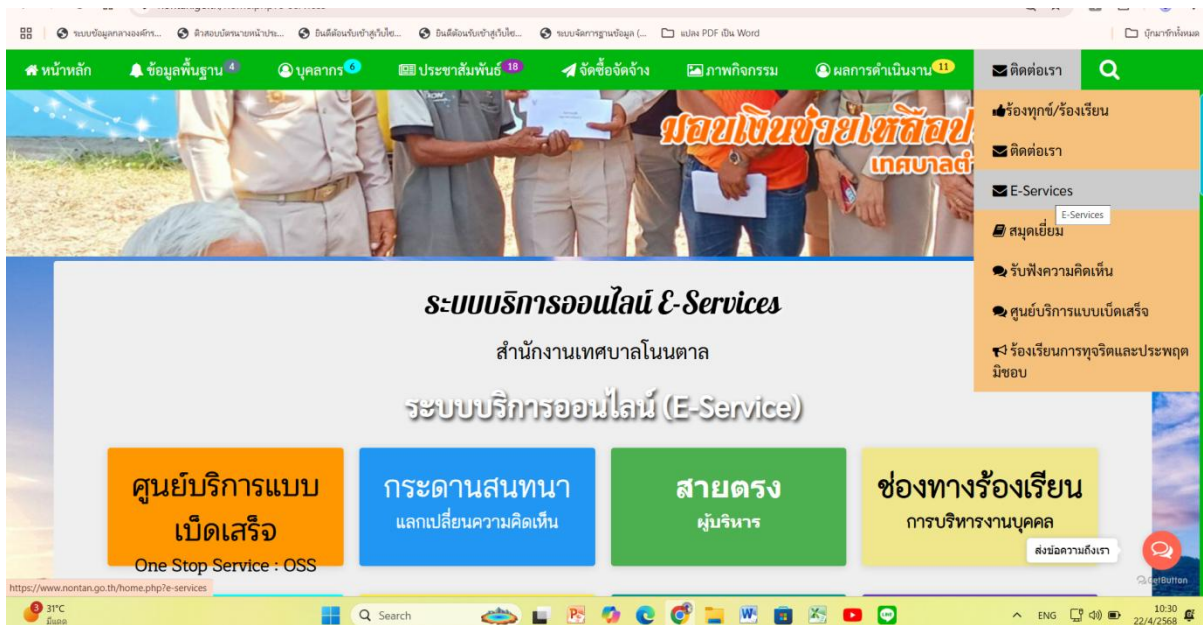 ระบบข้อมูลกลางองค์กร...
ติวสอบบัตรนายหน้าประ...
ยินดีต้อนรับเข้าสู่เว็บไซ...
ยินดีต้อนรับเข้าสู่เว็บไซ...
ระบบจัดการฐานข้อมูล (...
แปลง PDF เป็น Word
บุ๊กมาร์กทั้งหมด
หน้าหลัก
ข้อมูลพื้นฐาน 4
บุคลากร 6
ประชาสัมพันธ์ 18
จัดซื้อจัดจ้าง
ภาพกิจกรรม
ผลการดำเนินงาน 11
ติดต่อเรา
มอบเงินช่วยเหลือ
เทศบาลตำ
ร้องทุกข์/ร้องเรียน
ติดต่อเรา
E-Services
E-Services
สมุดเยี่ยม
รับฟังความคิดเห็น
ศูนย์บริการแบบเบ็ดเสร็จ
ร้องเรียนการทุจริตและประพฤต
มิชอบ
ระบบบริการออนไลน์ E-Services
สำนักงานเทศบาลโนนตาล
ระบบบริการออนไลน์ (E-Service)
ศูนย์บริการแบบ
เบ็ดเสร็จ
One Stop Service : OSS
กระดานสนทนา
แลกเปลี่ยนความคิดเห็น
สายตรง
ผู้บริหาร
ช่องทางร้องเรียน
การบริหารงานบุคคล
ส่งข้อความถึงเรา
GetButton
https://www.nontan.go.th/home.php?e-services
3
31°C
มีแดด
Search
ENG
10:30
22/4/2568